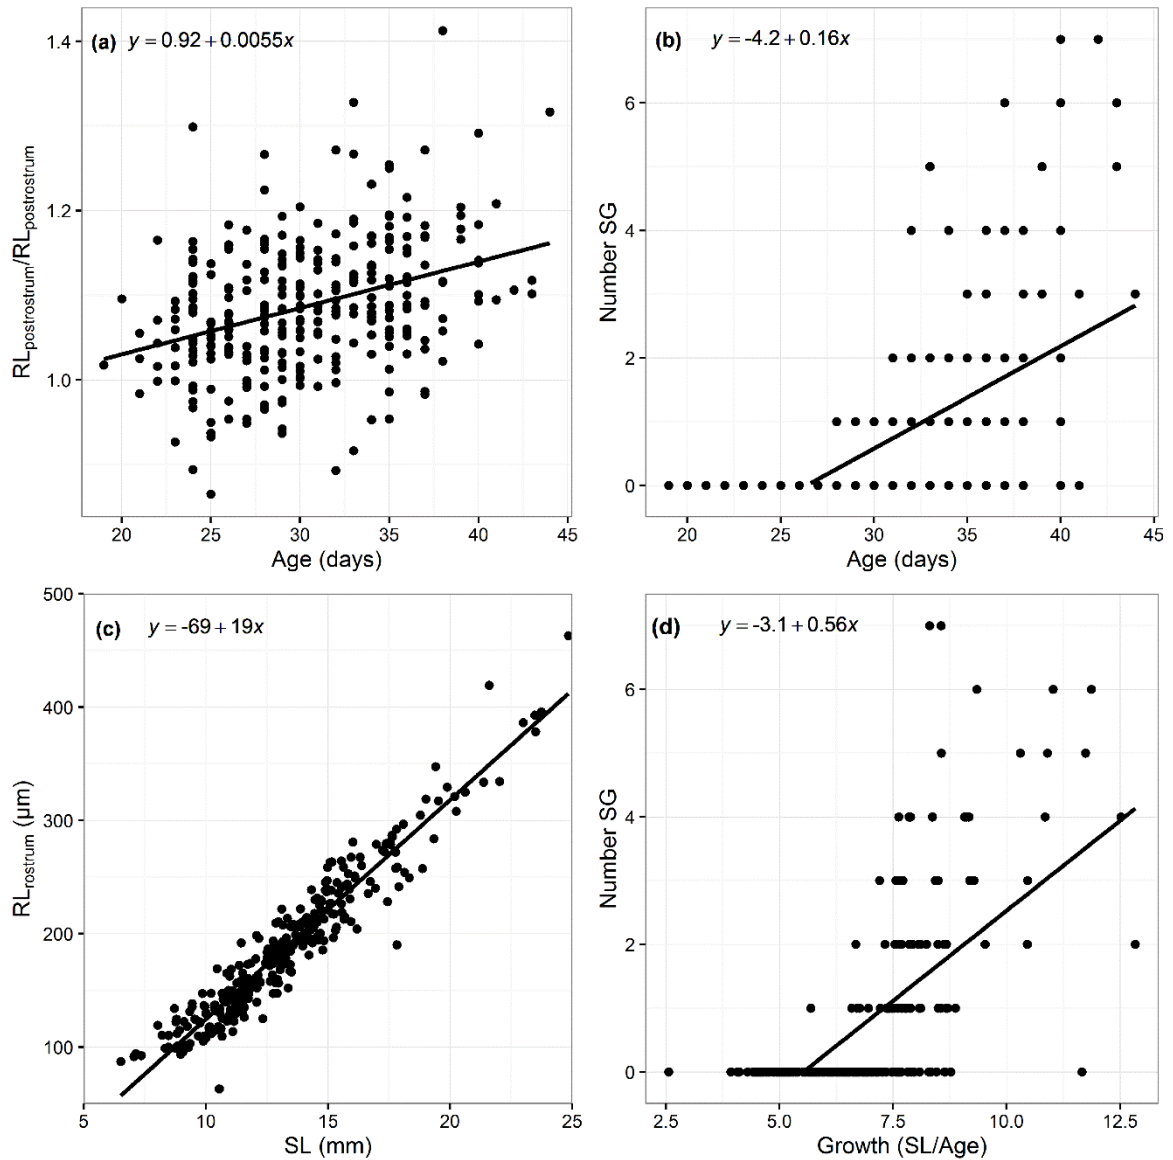 (a) y = 0.92 + 0.0055x
1.4
1.2
1.0
RLpostrostrum/RLpostrostrum
20 25 30 35 40 45
Age (days)
(b) y = -4.2 + 0.16x
6
4
2
0
Number SG
20 25 30 35 40 45
Age (days)
(c) y = -69 + 19x
500
400
300
200
100
RLrostrum (µm)
5 10 15 20 25
SL (mm)
(d) y = -3.1 + 0.56x
6
4
2
0
Number SG
2.5 5.0 7.5 10.0 12.5
Growth (SL/Age)